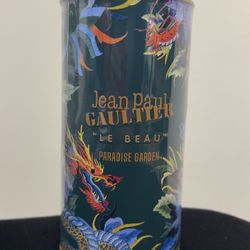 Jean Paul
GAULTIER
"LE BEAU"
PARADISE GARDEN